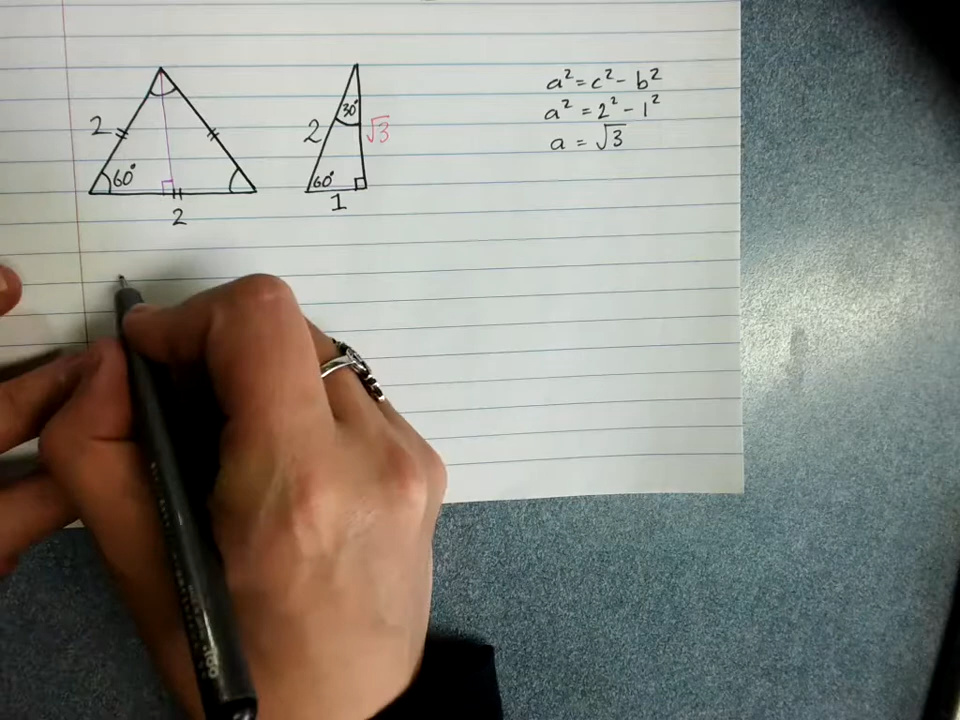 2
60°
2
2
30°
√3
60°
1
a² = c² - b²
a² = 2² - 1²
a = √3